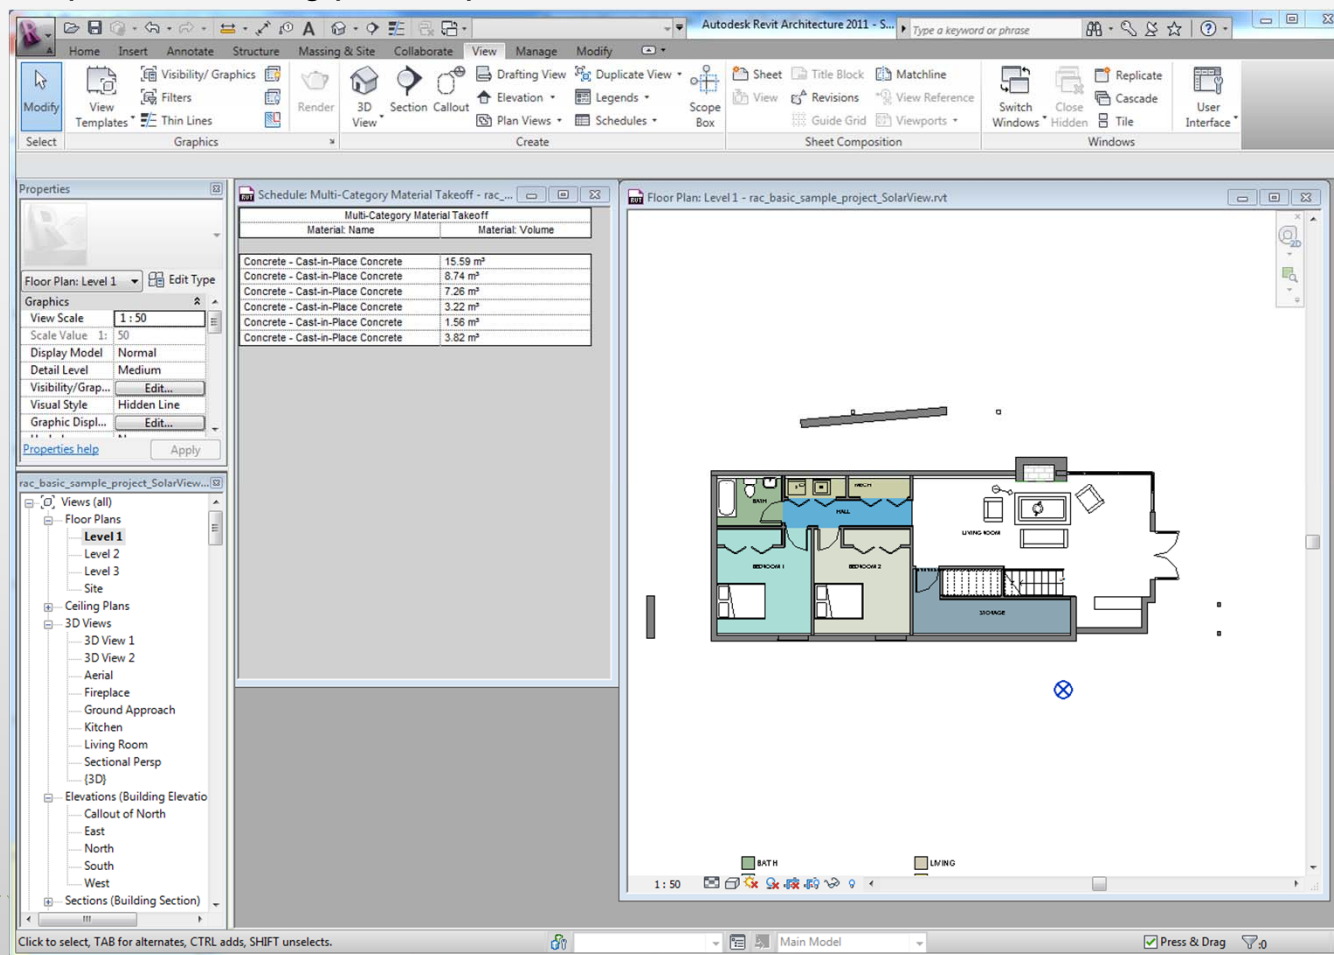 Autodesk Revit Architecture 2011 - S...
Type a keyword or phrase
Home Insert Annotate Structure Massing & Site Collaborate View Manage Modify
Modify
View Templates
Visibility/ Graphics
Filters
Thin Lines
Render
3D View
Section
Callout
Drafting View
Elevation
Plan Views
Duplicate View
Legends
Schedules
Scope Box
Sheet
View
Title Block
Revisions
Guide Grid
Matchline
View Reference
Viewports
Switch Windows
Close Hidden
Replicate
Cascade
Tile
User Interface
Select Graphics Create Sheet Composition Windows
Properties
Floor Plan: Level 1
Edit Type
Graphics
View Scale 1 : 50
Scale Value 1: 50
Display Model Normal
Detail Level Medium
Visibility/Grap... Edit...
Visual Style Hidden Line
Graphic Displ... Edit...
Properties help
Apply
rac_basic_sample_project_SolarView...
Views (all)
Floor Plans
Level 1
Level 2
Level 3
Site
Ceiling Plans
3D Views
3D View 1
3D View 2
Aerial
Fireplace
Ground Approach
Kitchen
Living Room
Sectional Persp
{3D}
Elevations (Building Elevatio
Callout of North
East
North
South
West
Sections (Building Section)
Schedule: Multi-Category Material Takeoff - rac_...
Multi-Category Material Takeoff
Material: Name Material: Volume
Concrete - Cast-in-Place Concrete 15.59 m³
Concrete - Cast-in-Place Concrete 8.74 m³
Concrete - Cast-in-Place Concrete 7.26 m³
Concrete - Cast-in-Place Concrete 3.22 m³
Concrete - Cast-in-Place Concrete 1.56 m³
Concrete - Cast-in-Place Concrete 3.82 m³
Floor Plan: Level 1 - rac_basic_sample_project_SolarView.rvt
2D
BATH
MECH
HALL
LIVING ROOM
BEDROOM 1
BEDROOM 2
STORAGE
BATH
LIVING
1 : 50
Click to select, TAB for alternates, CTRL adds, SHIFT unselects.
Main Model
Press & Drag
:0